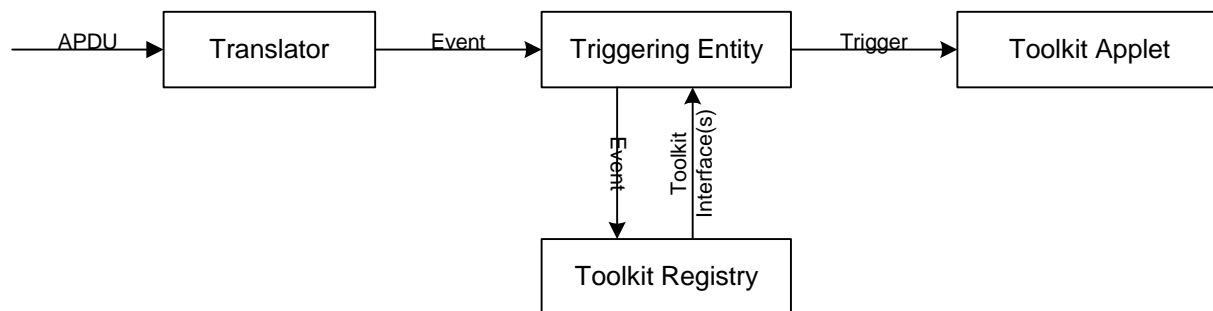 APDU
Translator
Event
Triggering Entity
Trigger
Toolkit Applet
Event
Toolkit
Interface(s)
Toolkit Registry